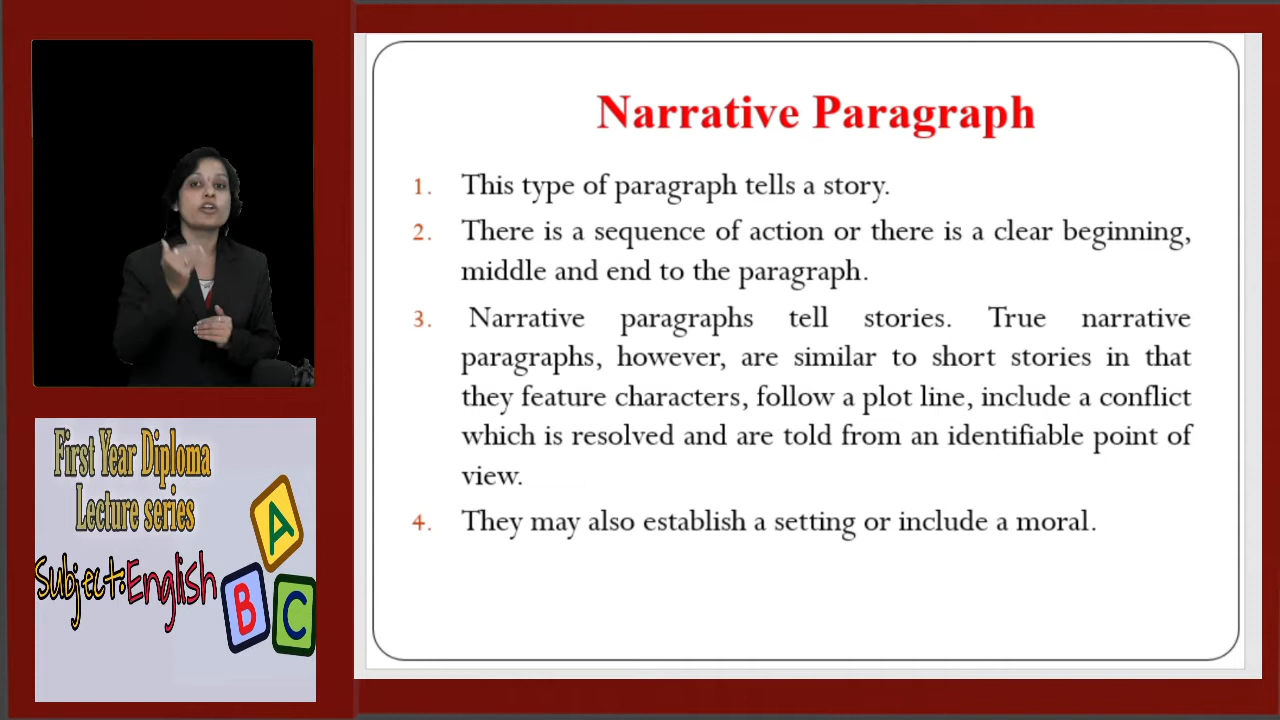 Narrative Paragraph
1. This type of paragraph tells a story.
2. There is a sequence of action or there is a clear beginning,
middle and end to the paragraph.
3. Narrative paragraphs tell stories. True narrative
paragraphs, however, are similar to short stories in that
they feature characters, follow a plot line, include a conflict
which is resolved and are told from an identifiable point of
view.
4. They may also establish a setting or include a moral.
First Year Diploma
Lecture series
Subject:English
A
B
C